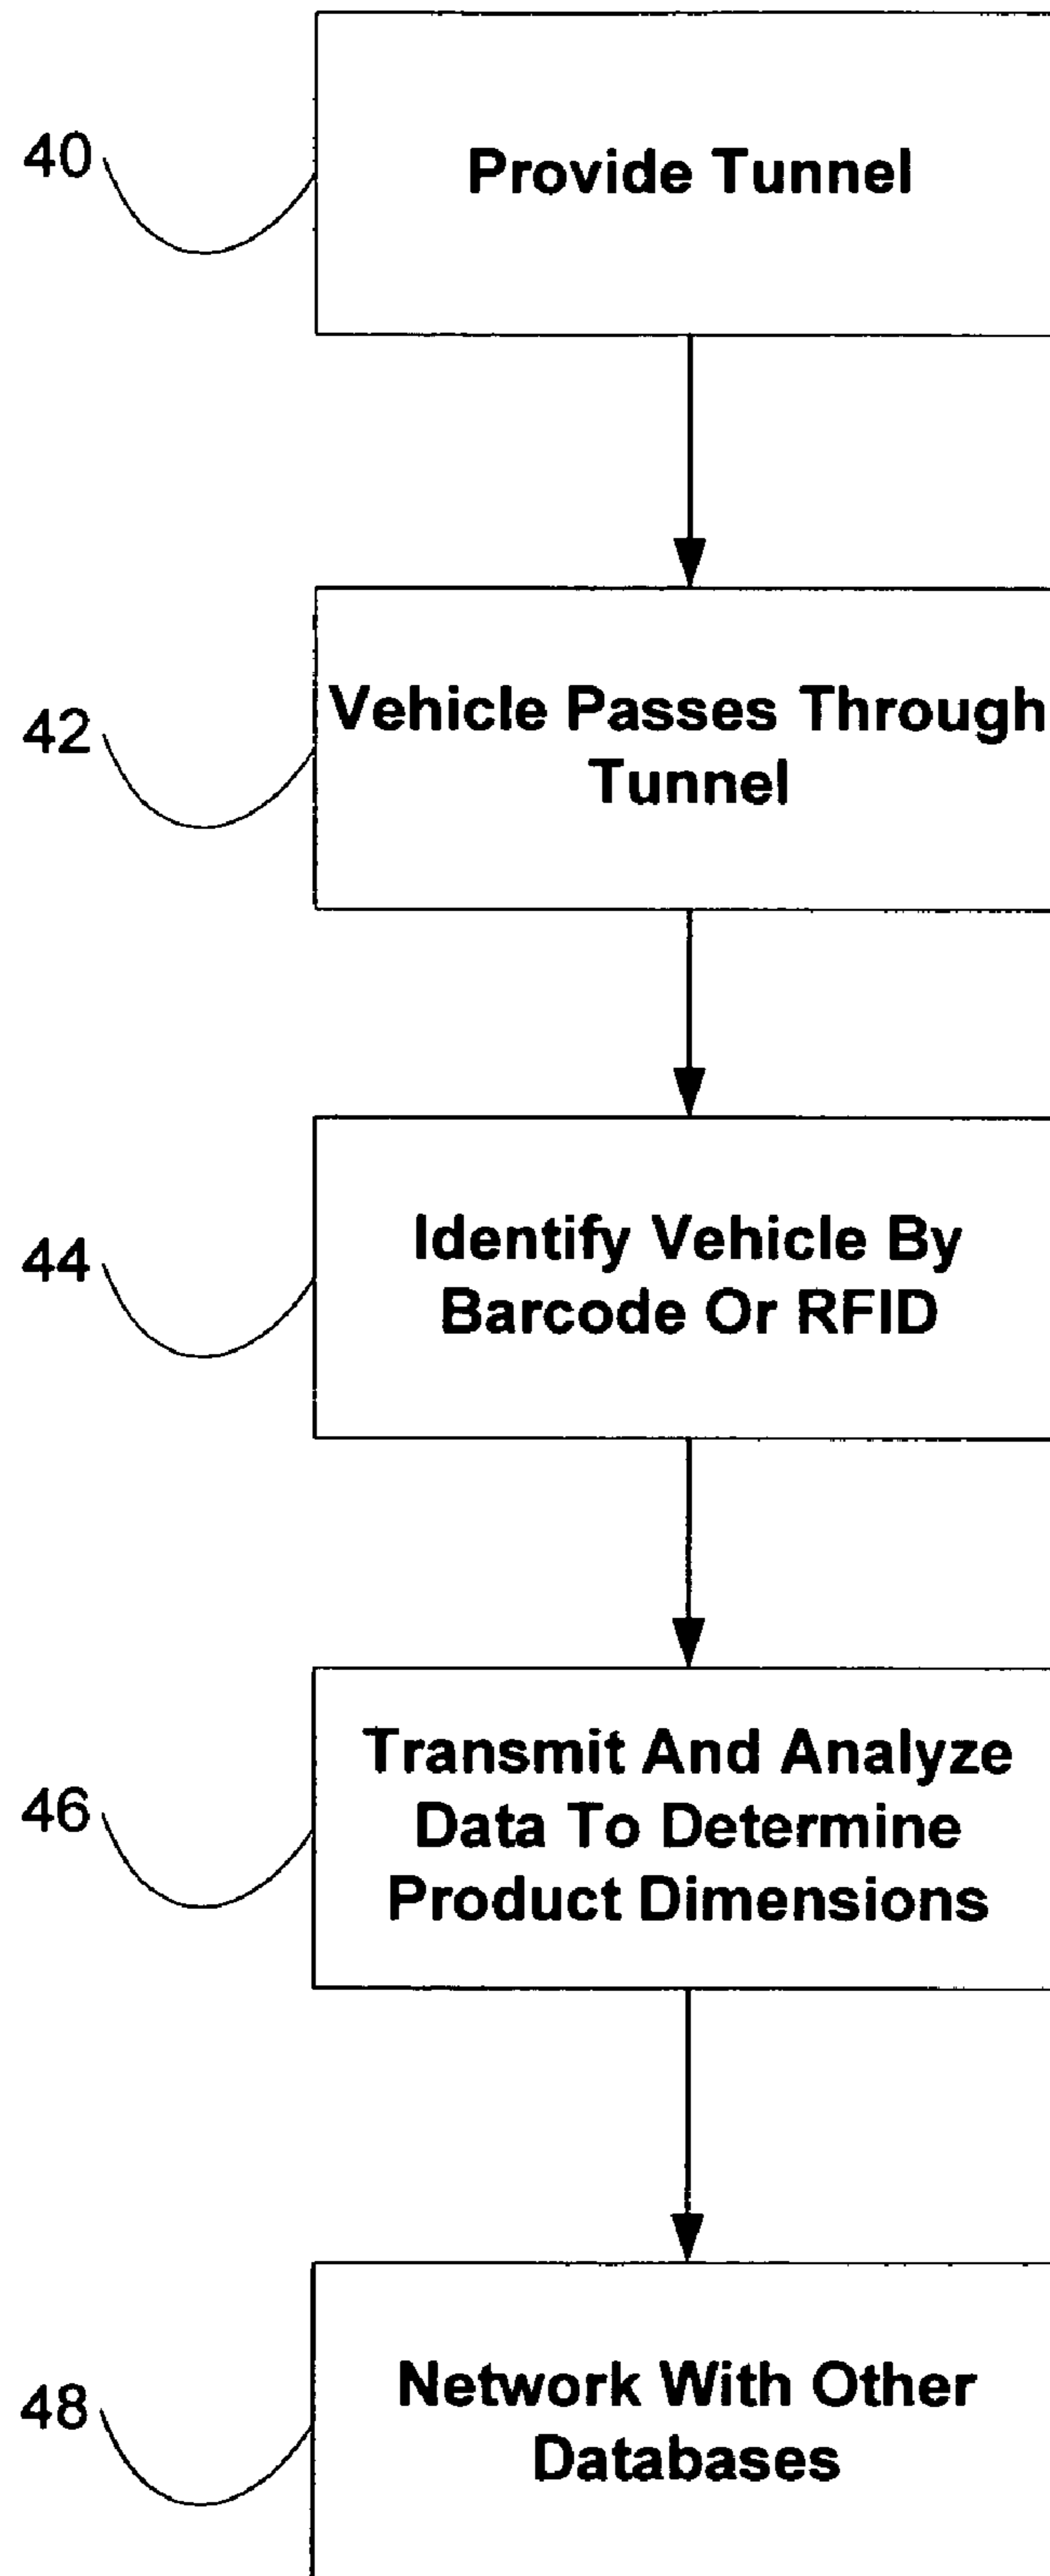 40
Provide Tunnel
42
Vehicle Passes Through
Tunnel
44
Identify Vehicle By
Barcode Or RFID
46
Transmit And Analyze
Data To Determine
Product Dimensions
48
Network With Other
Databases